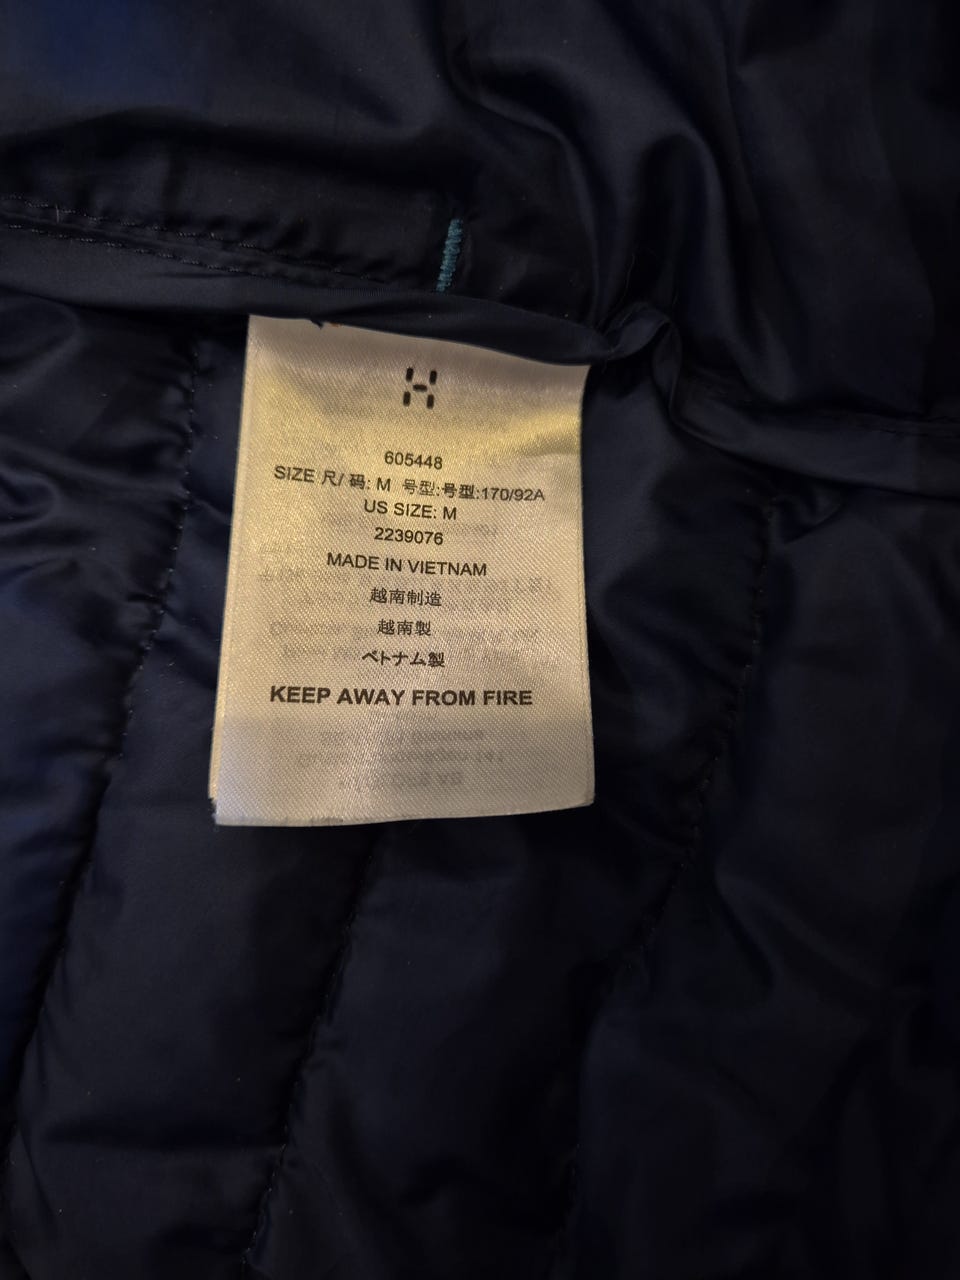 H
605448
SIZE 尺/ 码: M 号型:号型:170/92A
US SIZE: M
2239076
MADE IN VIETNAM
越南制造
越南製
ベトナム製
KEEP AWAY FROM FIRE